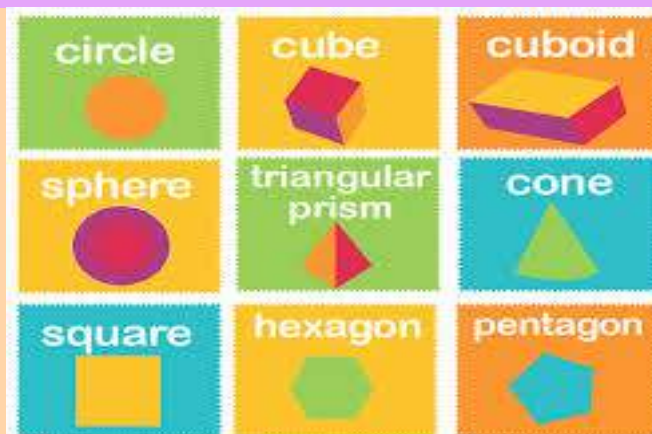 circle
cube
cuboid
sphere
triangular
prism
cone
square
hexagon
pentagon